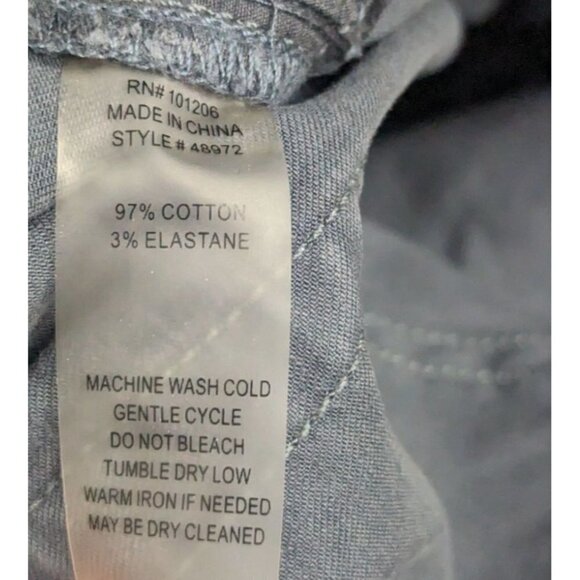 RN# 101206
MADE IN CHINA
STYLE # 48972
97% COTTON
3% ELASTANE
MACHINE WASH COLD
GENTLE CYCLE
DO NOT BLEACH
TUMBLE DRY LOW
WARM IRON IF NEEDED
MAY BE DRY CLEANED